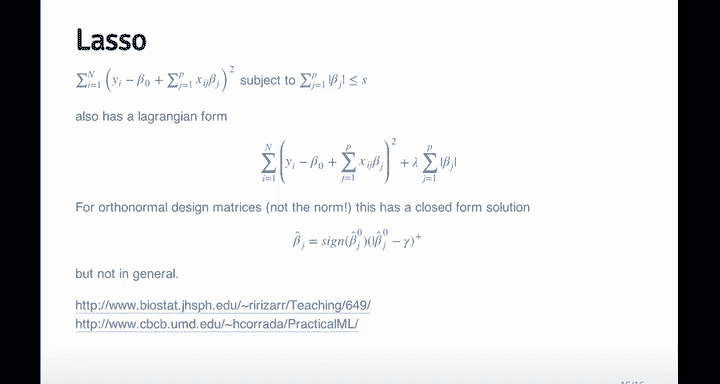 Lasso
∑_{i=1}^{N} (y_i − β_0 + ∑_{j=1}^{p} x_{ij}β_j)^2 subject to ∑_{j=1}^{p} |β_j| ≤ s
also has a lagrangian form
∑_{i=1}^{N} (y_i − β_0 + ∑_{j=1}^{p} x_{ij}β_j)^2 + λ ∑_{j=1}^{p} |β_j|
For orthonormal design matrices (not the norm!) this has a closed form solution
β̂_j = sign(β̂_j^0)(|β̂_j^0 − γ)^+
but not in general.
http://www.biostat.jhsph.edu/~ririzarr/Teaching/649/
http://www.cbcb.umd.edu/~hcorrada/PracticalML/